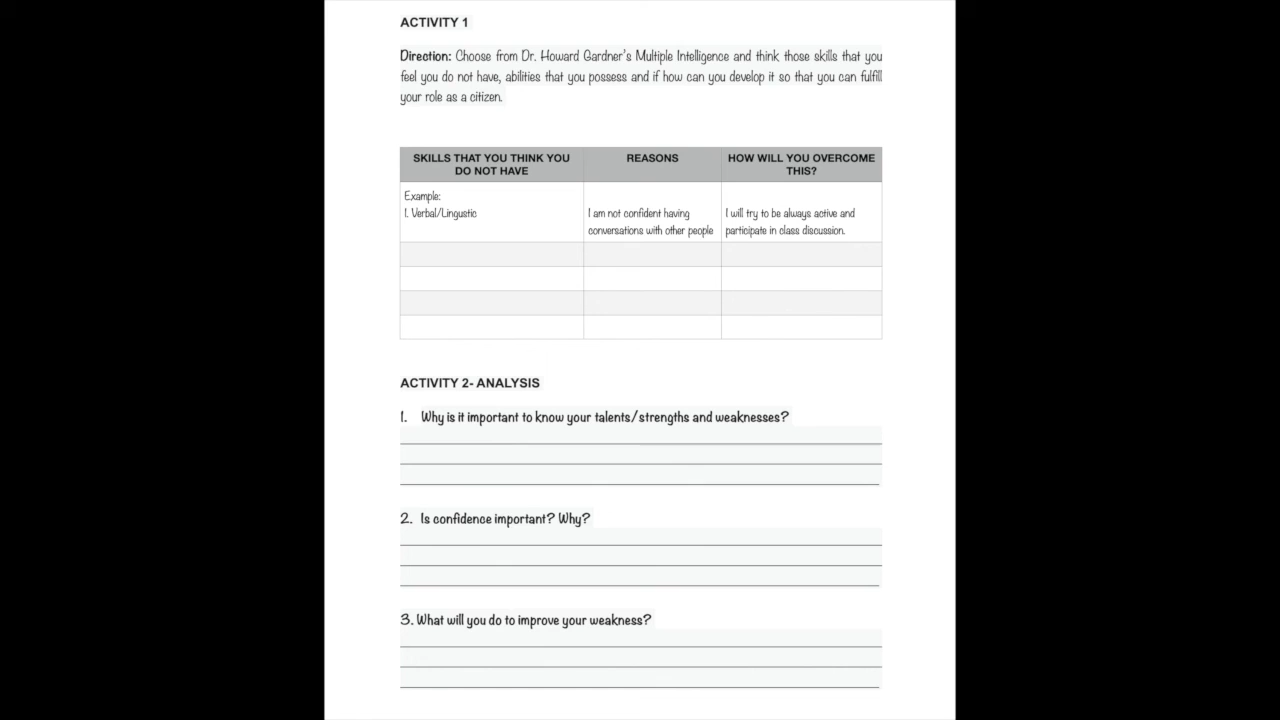 ACTIVITY 1
Direction: Choose from Dr. Howard Gardner's Multiple Intelligence and think those skills that you
feel you do not have, abilities that you possess and if how can you develop it so that you can fulfill
your role as a citizen.
SKILLS THAT YOU THINK YOU
DO NOT HAVE
REASONS
HOW WILL YOU OVERCOME
THIS?
Example:
1. Verbal/Lingustic
I am not confident having
conversations with other people
I will try to be always active and
participate in class discussion.
ACTIVITY 2- ANALYSIS
1. Why is it important to know your talents/strengths and weaknesses?
2. Is confidence important? Why?
3. What will you do to improve your weakness?